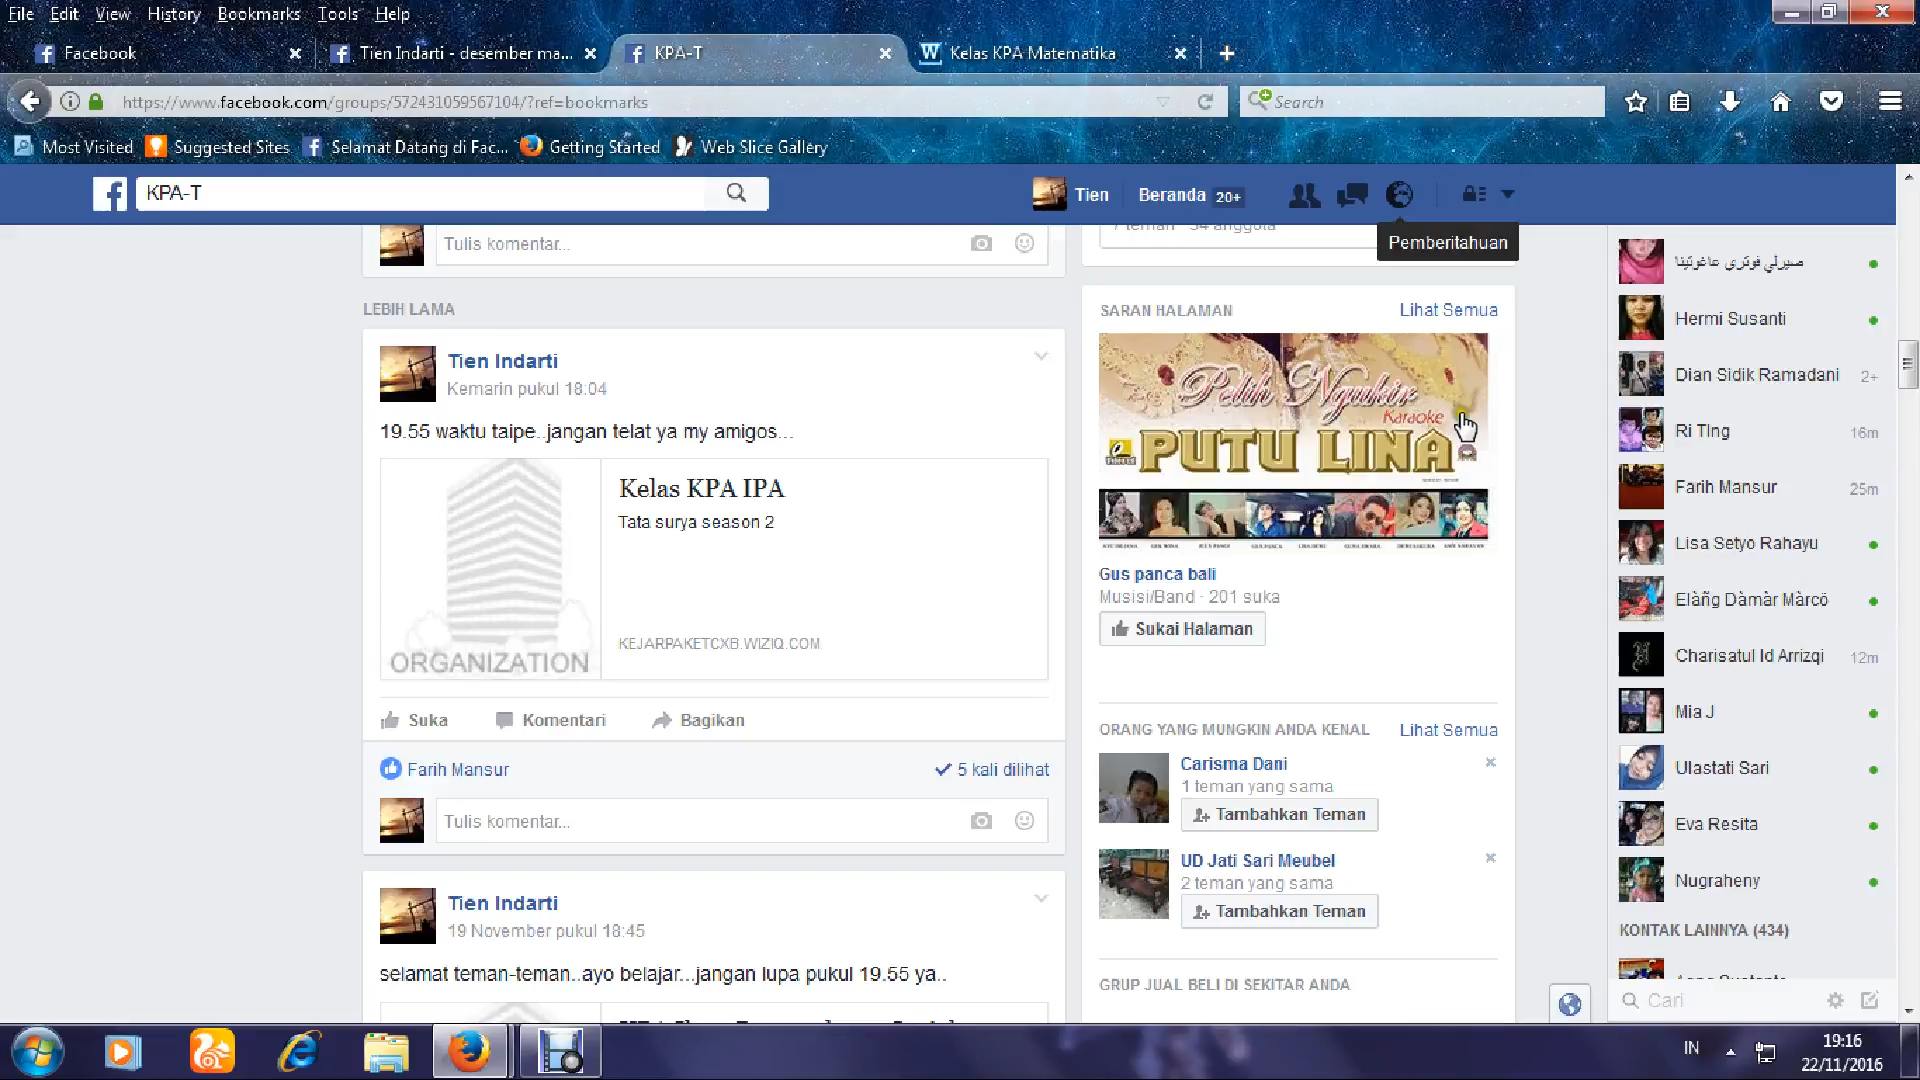 File Edit View History Bookmarks Tools Help
Facebook
Tien Indarti - desember ma...
KPA-T
Kelas KPA Matematika
https://www.facebook.com/groups/572431059567104/?ref=bookmarks
Search
Most Visited
Suggested Sites
Selamat Datang di Fac...
Getting Started
Web Slice Gallery
KPA-T
Tien
Beranda 20+
Pemberitahuan
Tulis komentar...
LEBIH LAMA
Tien Indarti
Kemarin pukul 18:04
19.55 waktu taipe..jangan telat ya my amigos...
ORGANIZATION
Kelas KPA IPA
Tata surya season 2
KEJARPAKETCXB.WIZIQ.COM
Suka Komentari Bagikan
Farih Mansur
5 kali dilihat
Tulis komentar...
Tien Indarti
19 November pukul 18:45
selamat teman-teman..ayo belajar...jangan lupa pukul 19.55 ya..
SARAN HALAMAN
Lihat Semua
Pelih Ngukir
Karaoke
PUTU LINA
Gus panca bali
Musisi/Band · 201 suka
Sukai Halaman
ORANG YANG MUNGKIN ANDA KENAL
Lihat Semua
Carisma Dani
1 teman yang sama
Tambahkan Teman
UD Jati Sari Meubel
2 teman yang sama
Tambahkan Teman
GRUP JUAL BELI DI SEKITAR ANDA
Hermi Susanti
Dian Sidik Ramadani 2+
Ri TIng 16m
Farih Mansur 25m
Lisa Setyo Rahayu
Elàñg Dàmàr Màrcö
Charisatul Id Arrizqi 12m
Mia J
Ulastati Sari
Eva Resita
Nugraheny
KONTAK LAINNYA (434)
Cari
IN
19:16
22/11/2016